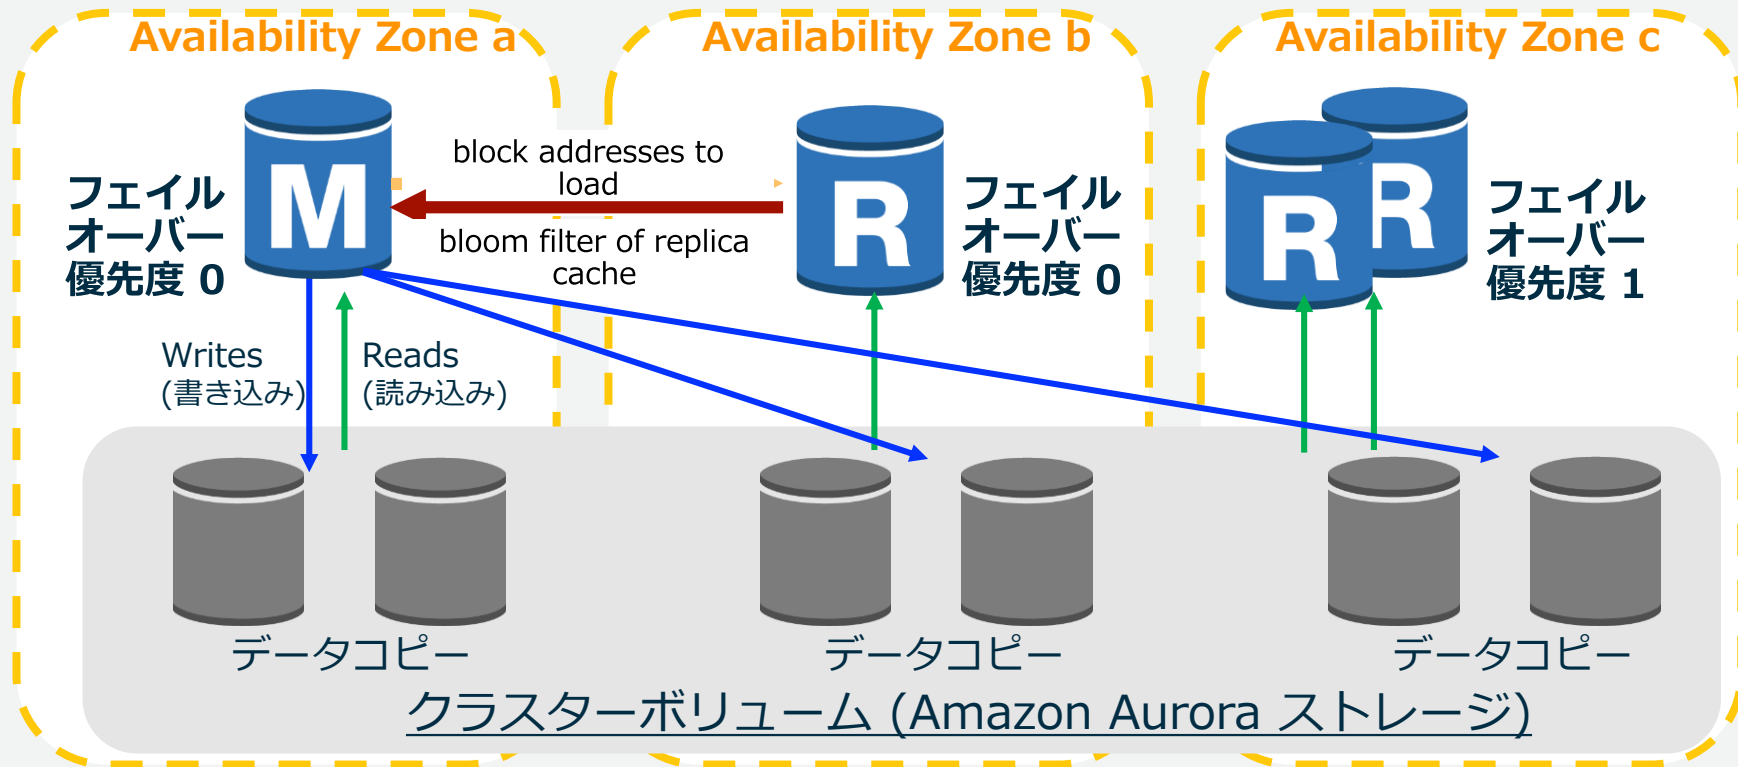 Availability Zone a
Availability Zone b
Availability Zone c
M
フェイル
オーバー
優先度 0
block addresses to
load
bloom filter of replica
cache
R
フェイル
オーバー
優先度 0
R
R
フェイル
オーバー
優先度 1
Writes
(書き込み)
Reads
(読み込み)
データコピー
データコピー
データコピー
クラスターボリューム (Amazon Aurora ストレージ)